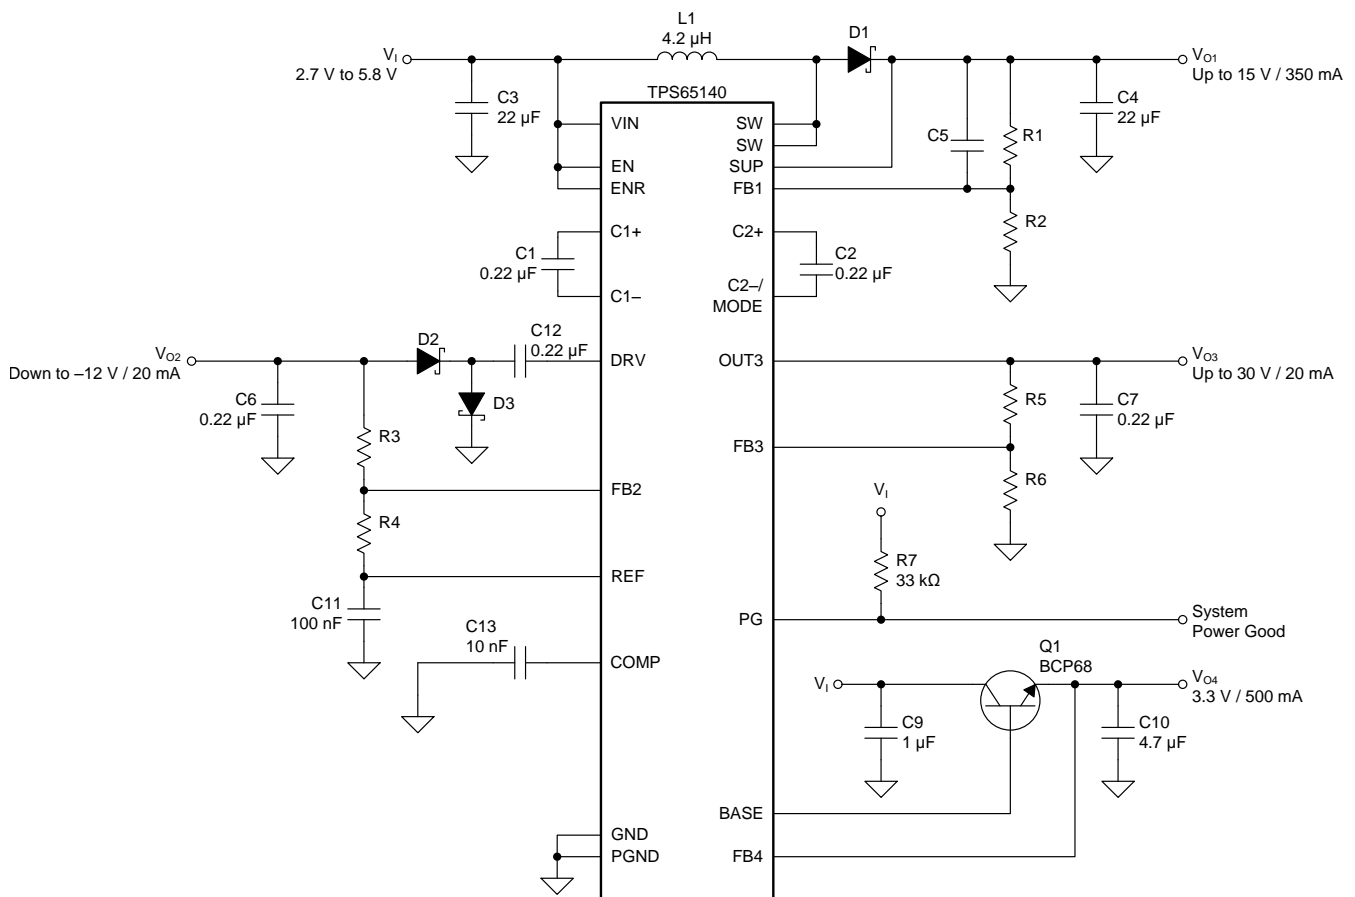 L1
4.2 µH
D1
VI
2.7 V to 5.8 V
VO1
Up to 15 V / 350 mA
TPS65140
C3
22 µF
VIN
EN
ENR
SW
SW
SUP
FB1
C5
R1
C4
22 µF
R2
C1+
C1
0.22 µF
C1–
C2+
C2
0.22 µF
C2–/
MODE
VO2
Down to –12 V / 20 mA
D2
C12
0.22 µF
DRV
OUT3
VO3
Up to 30 V / 20 mA
C6
0.22 µF
D3
R3
R5
C7
0.22 µF
FB3
R6
FB2
R4
VI
R7
33 kΩ
REF
C11
100 nF
PG
System
Power Good
C13
10 nF
COMP
Q1
BCP68
VI
VO4
3.3 V / 500 mA
C9
1 µF
C10
4.7 µF
BASE
GND
PGND
FB4